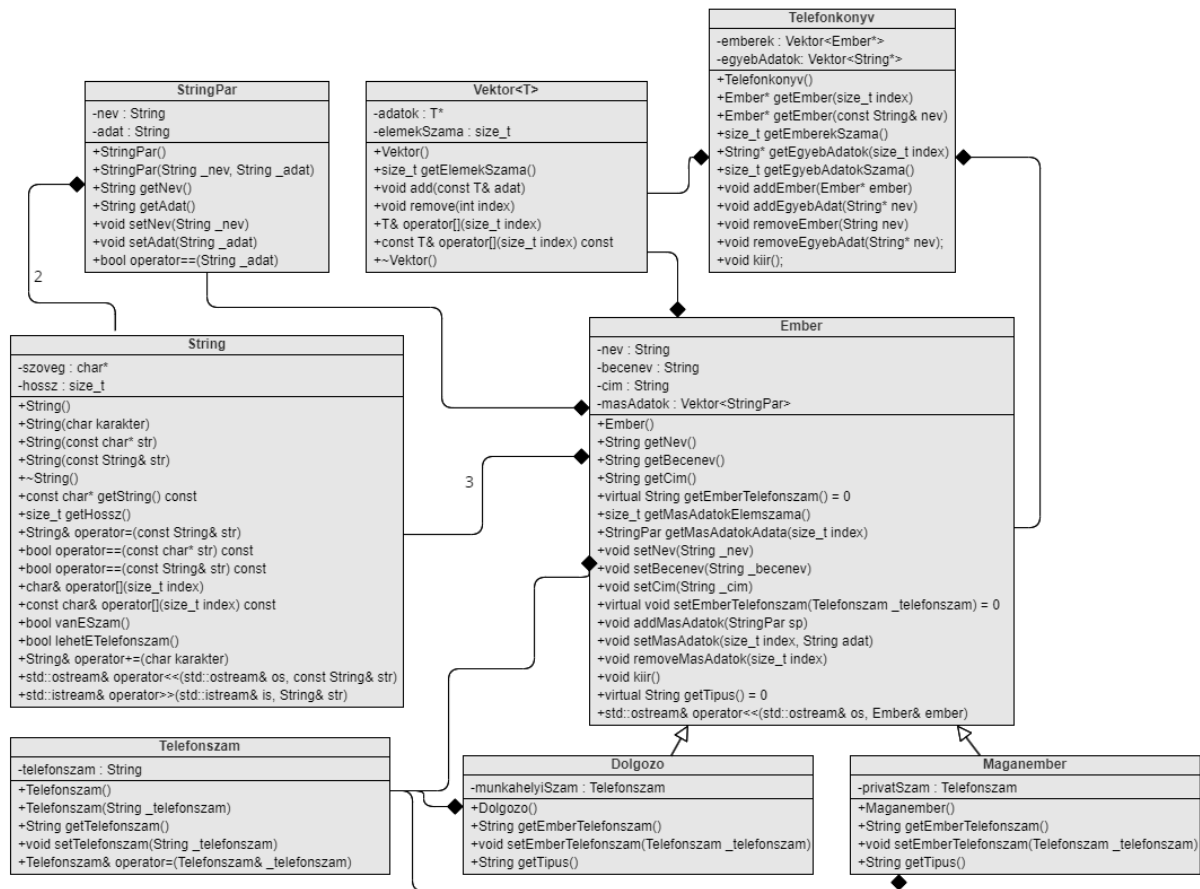 Telefonkonyv
-emberek : Vektor<Ember*>
-egyebAdatok: Vektor<String*>
+Telefonkonyv()
+Ember* getEmber(size_t index)
+Ember* getEmber(const String& nev)
+size_t getEmberekSzama()
+String* getEgyebAdatok(size_t index)
+size_t getEgyebAdatokSzama()
+void addEmber(Ember* ember)
+void addEgyebAdat(String* nev)
+void removeEmber(String nev)
+void removeEgyebAdat(String* nev);
+void kiir();
StringPar
-nev : String
-adat : String
+StringPar()
+StringPar(String _nev, String _adat)
+String getNev()
+String getAdat()
+void setNev(String _nev)
+void setAdat(String _adat)
+bool operator==(String _adat)
Vektor<T>
-adatok : T*
-elemekSzama : size_t
+Vektor()
+size_t getElemekSzama()
+void add(const T& adat)
+void remove(int index)
+T& operator[](size_t index)
+const T& operator[](size_t index) const
+~Vektor()
2
String
-szoveg : char*
-hossz : size_t
+String()
+String(char karakter)
+String(const char* str)
+String(const String& str)
+~String()
+const char* getString() const
+size_t getHossz()
+String& operator=(const String& str)
+bool operator==(const char* str) const
+bool operator==(const String& str) const
+char& operator[](size_t index)
+const char& operator[](size_t index) const
+bool vanESzam()
+bool lehetETelefonszam()
+String& operator+=(char karakter)
+std::ostream& operator<<(std::ostream& os, const String& str)
+std::istream& operator>>(std::istream& is, String& str)
3
Ember
-nev : String
-becenev : String
-cim : String
-masAdatok : Vektor<StringPar>
+Ember()
+String getNev()
+String getBecenev()
+String getCim()
+virtual String getEmberTelefonszam() = 0
+size_t getMasAdatokElemszama()
+StringPar getMasAdatokAdata(size_t index)
+void setNev(String _nev)
+void setBecenev(String _becenev)
+void setCim(String _cim)
+virtual void setEmberTelefonszam(Telefonszam _telefonszam) = 0
+void addMasAdatok(StringPar sp)
+void setMasAdatok(size_t index, String adat)
+void removeMasAdatok(size_t index)
+void kiir()
+virtual String getTipus() = 0
+std::ostream& operator<<(std::ostream& os, Ember& ember)
Telefonszam
-telefonszam : String
+Telefonszam()
+Telefonszam(String _telefonszam)
+String getTelefonszam()
+void setTelefonszam(String _telefonszam)
+Telefonszam& operator=(Telefonszam& _telefonszam)
Dolgozo
-munkahelyiSzam : Telefonszam
+Dolgozo()
+String getEmberTelefonszam()
+void setEmberTelefonszam(Telefonszam _telefonszam)
+String getTipus()
Maganember
-privatSzam : Telefonszam
+Maganember()
+String getEmberTelefonszam()
+void setEmberTelefonszam(Telefonszam _telefonszam)
+String getTipus()